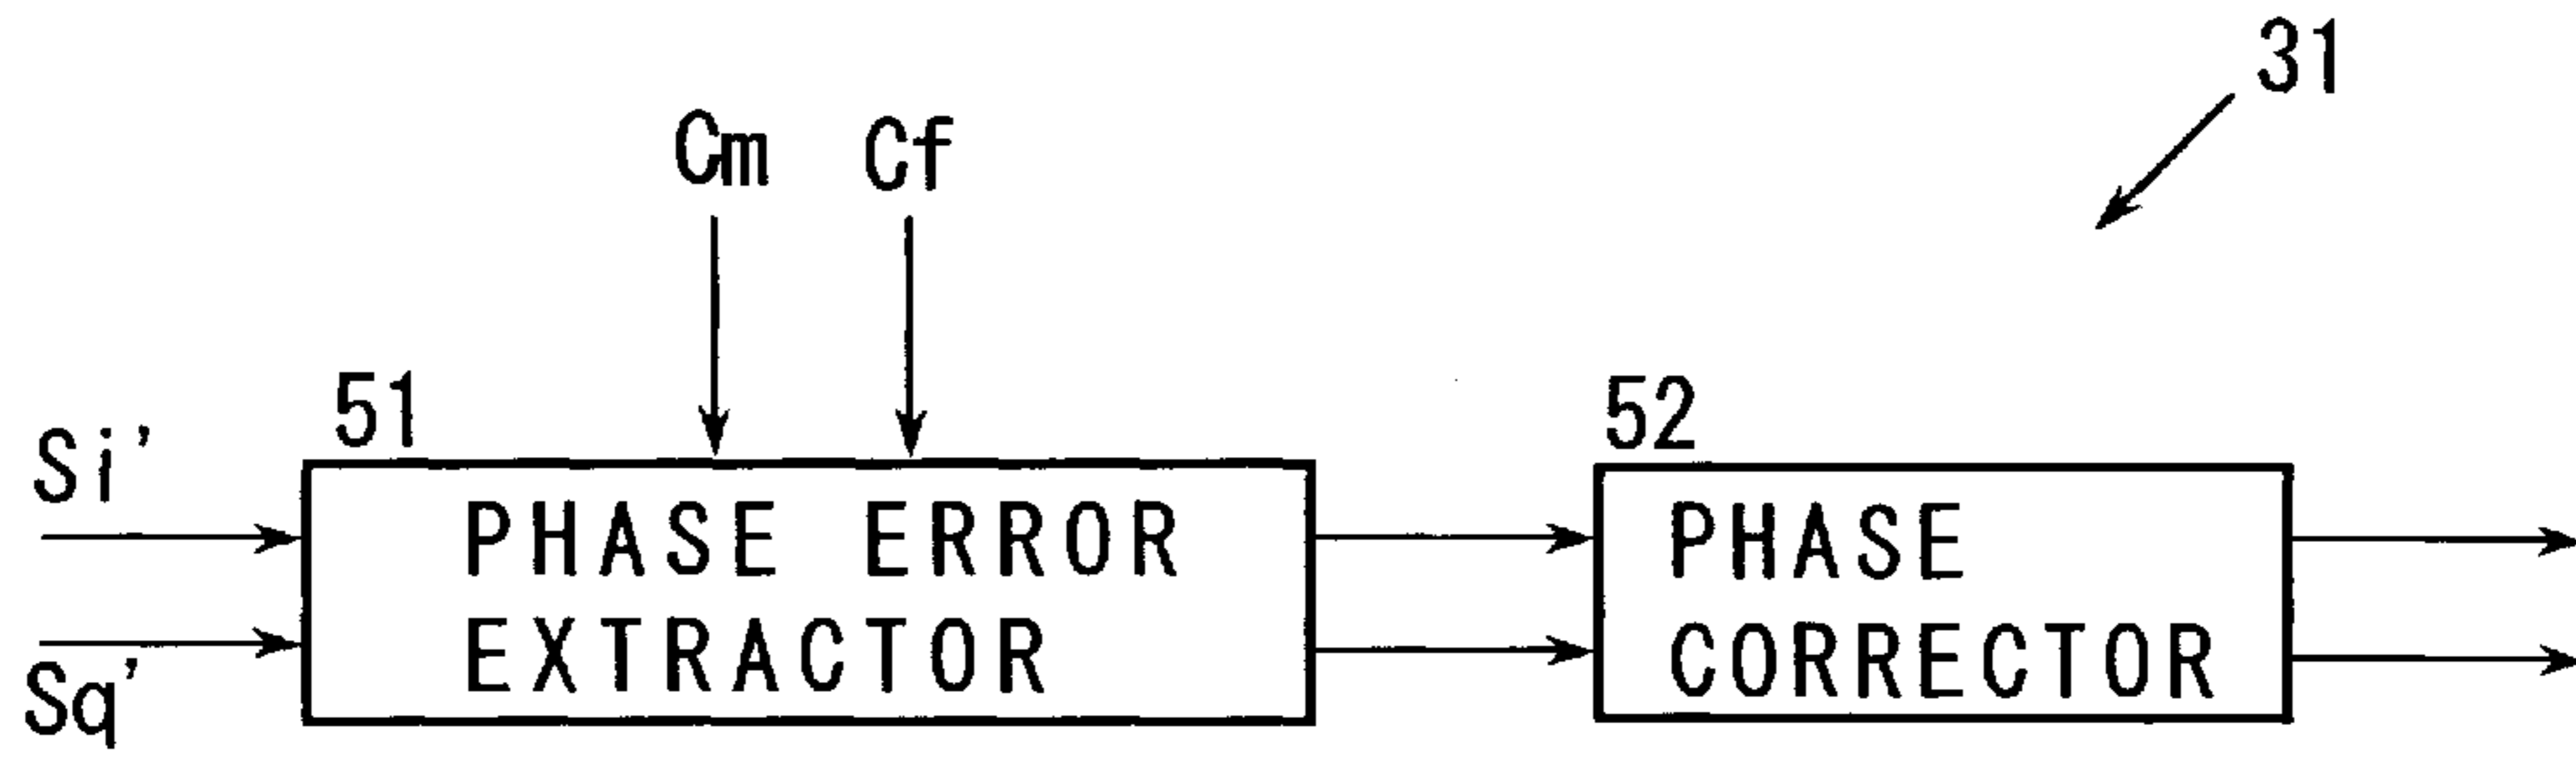 31
Cm Cf
51
52
Si'
Sq'
PHASE ERROR
EXTRACTOR
PHASE
CORRECTOR